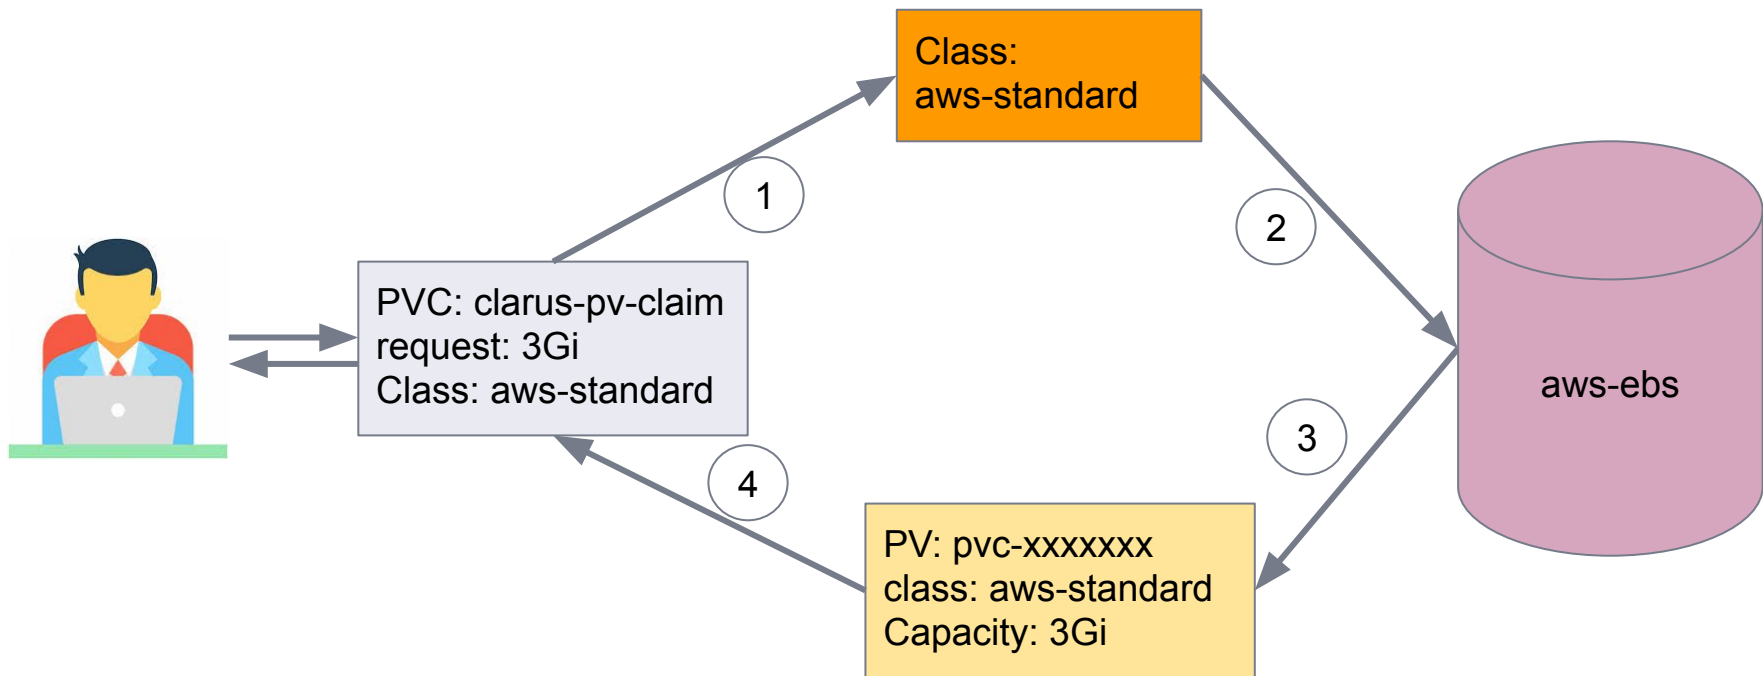 Class:
aws-standard
1
2
PVC: clarus-pv-claim
request: 3Gi
Class: aws-standard
aws-ebs
3
4
PV: pvc-xxxxxxx
class: aws-standard
Capacity: 3Gi